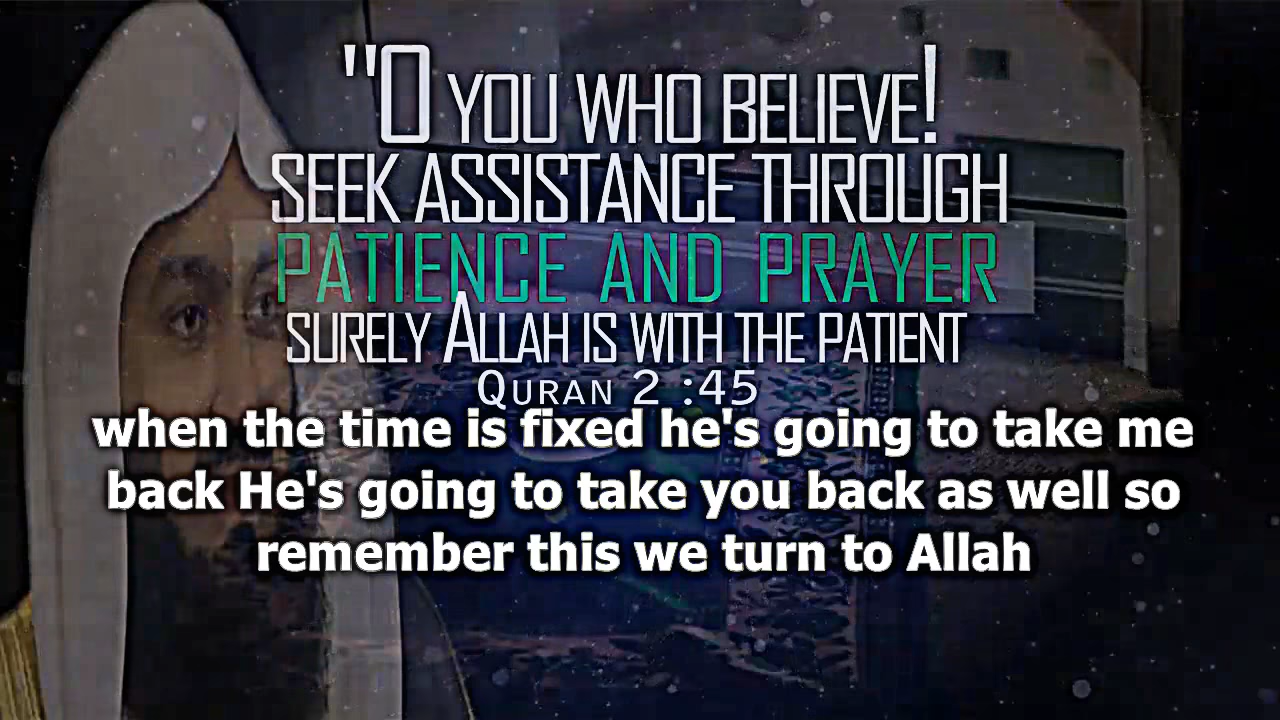 "O YOU WHO BELIEVE!
SEEK ASSISTANCE THROUGH
PATIENCE AND PRAYER
SURELY ALLAH IS WITH THE PATIENT
QURAN 2 :45
when the time is fixed he's going to take me
back He's going to take you back as well so
remember this we turn to Allah